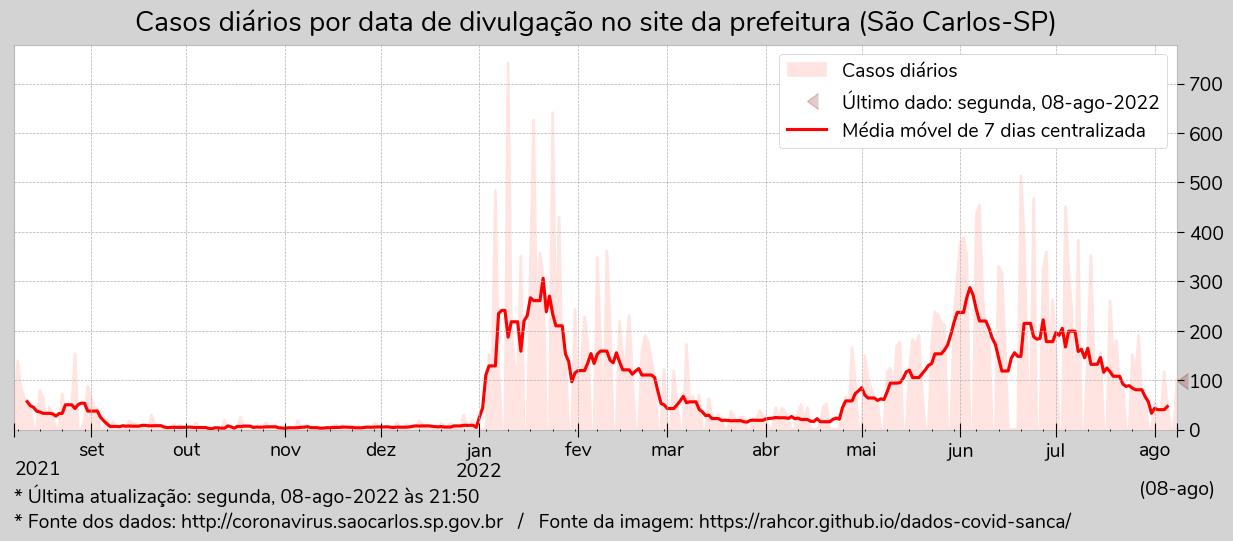 Casos diários por data de divulgação no site da prefeitura (São Carlos-SP)
Casos diários
Último dado: segunda, 08-ago-2022
Média móvel de 7 dias centralizada
700
600
500
400
300
200
100
0
set out nov dez jan fev mar abr mai jun jul ago
2021 2022
(08-ago)
* Última atualização: segunda, 08-ago-2022 às 21:50
* Fonte dos dados: http://coronavirus.saocarlos.sp.gov.br / Fonte da imagem: https://rahcor.github.io/dados-covid-sanca/